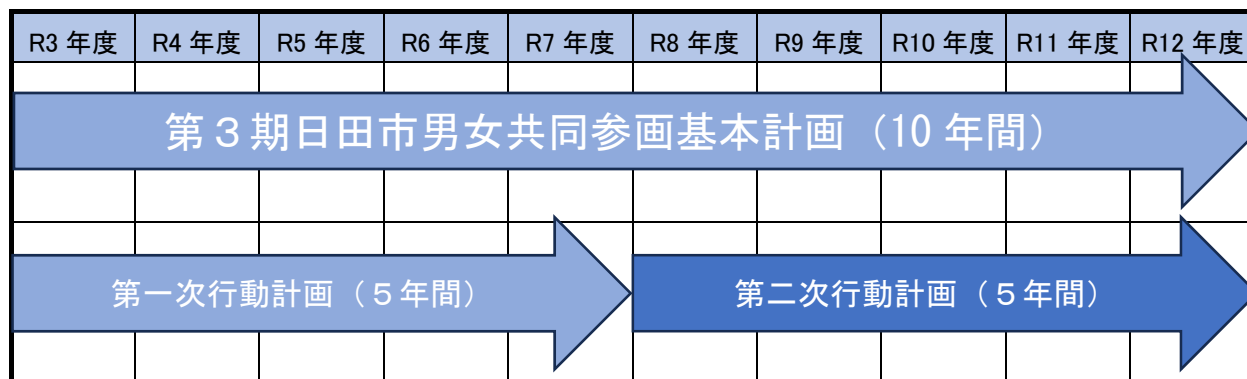 R3 年度 R4 年度 R5 年度 R6 年度 R7 年度 R8 年度 R9 年度 R10 年度 R11 年度 R12 年度
第３期日田市男女共同参画基本計画（10 年間）
第一次行動計画（５年間） 第二次行動計画（５年間）